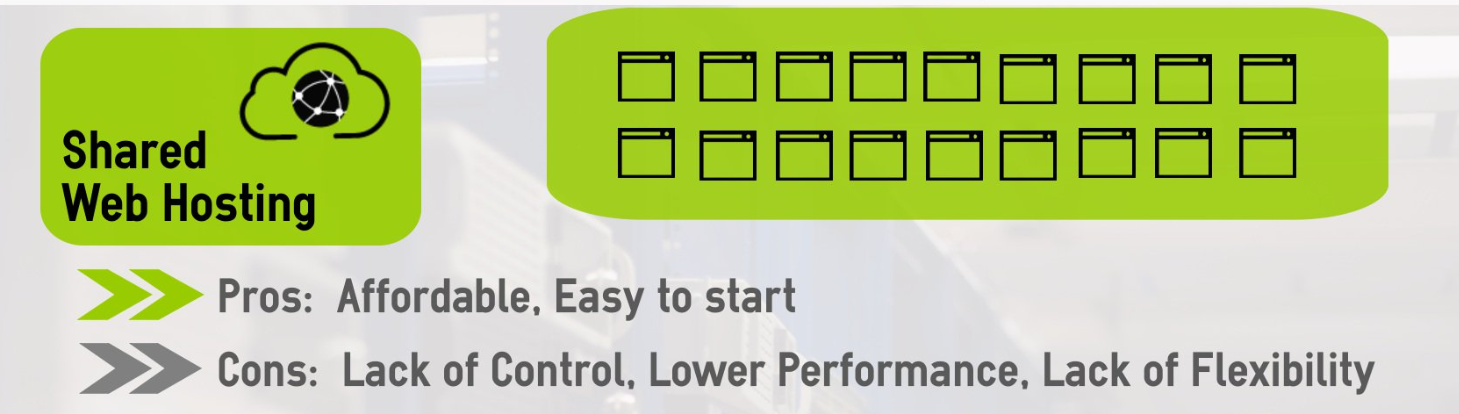 Shared
Web Hosting
Pros: Affordable, Easy to start
Cons: Lack of Control, Lower Performance, Lack of Flexibility